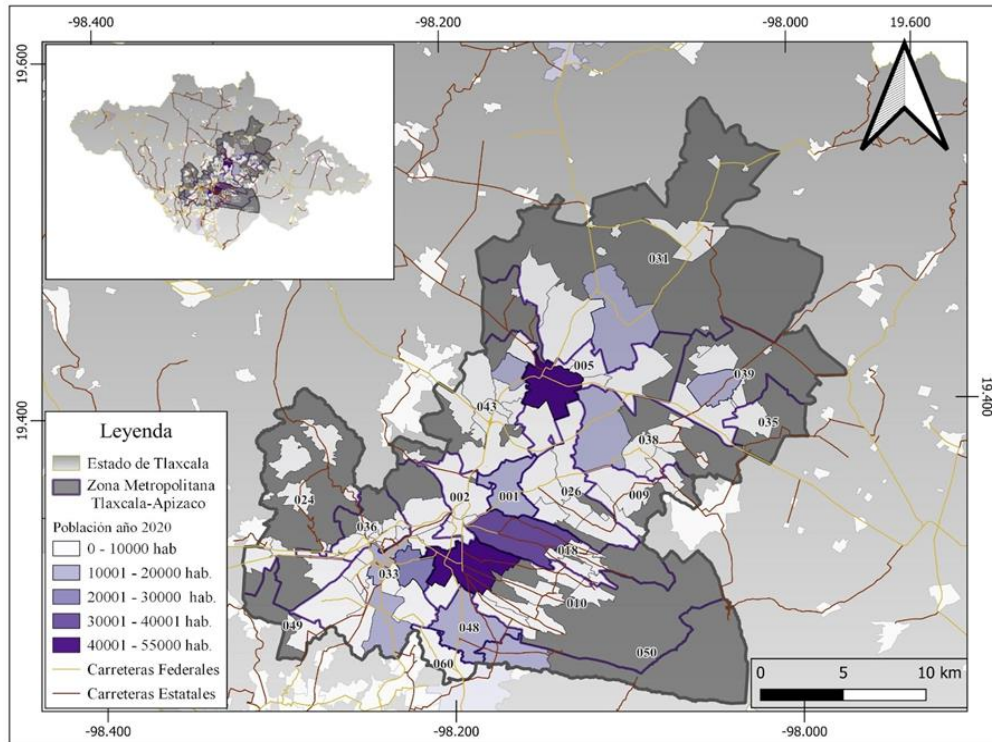 -98.400
-98.200
-98.000
19.600
19.600
031
005
039
19.400
19.400
043
035
Leyenda
038
Estado de Tlaxcala
Zona Metropolitana
Tlaxcala-Apizaco
024
002
001
026
009
Población año 2020
036
0 - 10000 hab
018
10001 - 20000 hab.
033
20001 - 30000 hab.
010
30001 - 40001 hab.
049
048
40001 - 55000 hab.
050
Carreteras Federales
060
0 5 10 km
Carreteras Estatales
-98.400
-98.200
-98.000